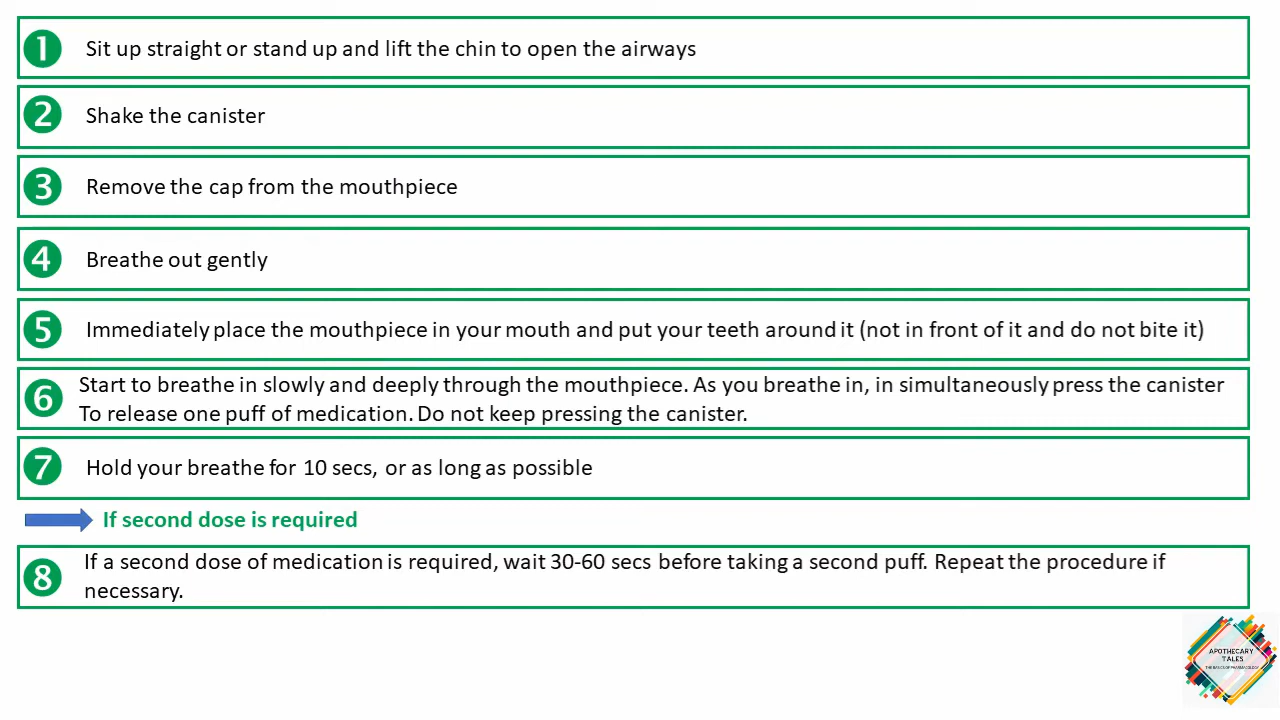 1 Sit up straight or stand up and lift the chin to open the airways
2 Shake the canister
3 Remove the cap from the mouthpiece
4 Breathe out gently
5 Immediately place the mouthpiece in your mouth and put your teeth around it (not in front of it and do not bite it)
6 Start to breathe in slowly and deeply through the mouthpiece. As you breathe in, in simultaneously press the canister
To release one puff of medication. Do not keep pressing the canister.
7 Hold your breathe for 10 secs, or as long as possible
If second dose is required
8 If a second dose of medication is required, wait 30-60 secs before taking a second puff. Repeat the procedure if
necessary.
APOTHECARY
TALES
THE BASICS OF PHARMACOLOGY